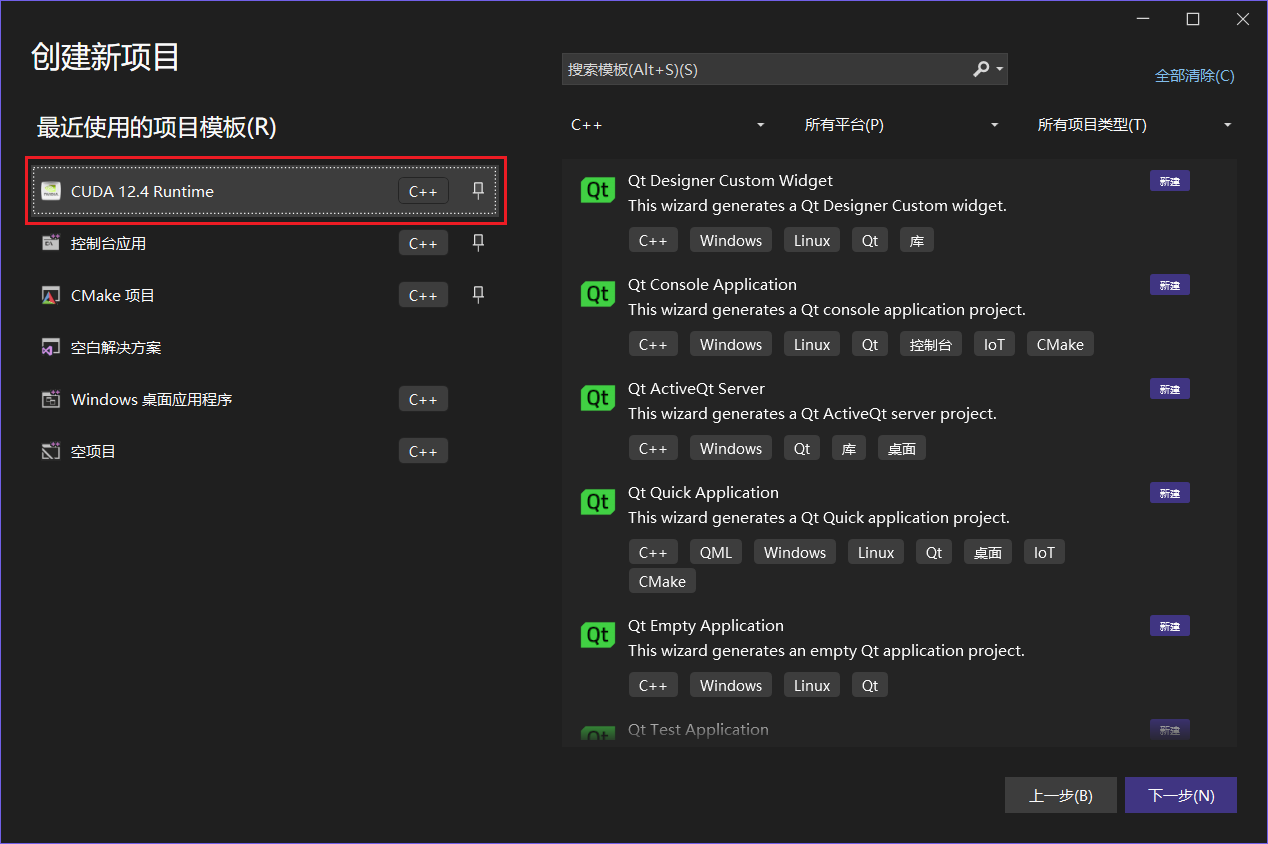 创建新项目
搜索模板(Alt+S)(S)
全部清除(C)
最近使用的项目模板(R)
C++
所有平台(P)
所有项目类型(T)
CUDA 12.4 Runtime C++
控制台应用 C++
CMake 项目 C++
空白解决方案
Windows 桌面应用程序 C++
空项目 C++
Qt Qt Designer Custom Widget 新建
This wizard generates a Qt Designer Custom widget.
C++ Windows Linux Qt 库
Qt Qt Console Application 新建
This wizard generates a Qt console application project.
C++ Windows Linux Qt 控制台 IoT CMake
Qt Qt ActiveQt Server 新建
This wizard generates a Qt ActiveQt server project.
C++ Windows Qt 库 桌面
Qt Qt Quick Application 新建
This wizard generates a Qt Quick application project.
C++ QML Windows Linux Qt 桌面 IoT
CMake
Qt Qt Empty Application 新建
This wizard generates an empty Qt application project.
C++ Windows Linux Qt
Qt Qt Test Application 新建
上一步(B)
下一步(N)